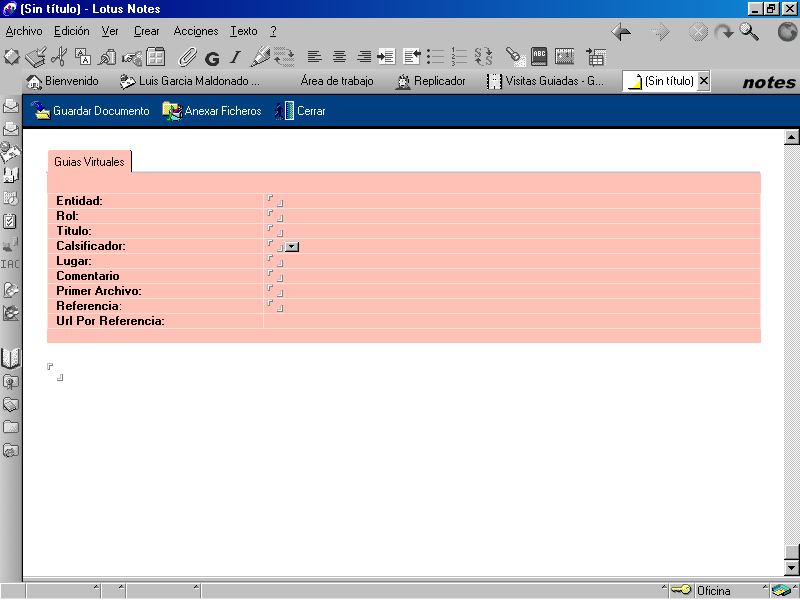 (Sin título) - Lotus Notes
Archivo Edición Ver Crear Acciones Texto ?
Bienvenido Luis Garcia Maldonado ... Área de trabajo Replicador Visitas Guiadas - G... (Sin título) notes
Guardar Documento Anexar Ficheros Cerrar
Guias Virtuales
Entidad:
Rol:
Titulo:
Calsificador:
Lugar:
Comentario
Primer Archivo:
Referencia:
Url Por Referencia:
IAC
Oficina